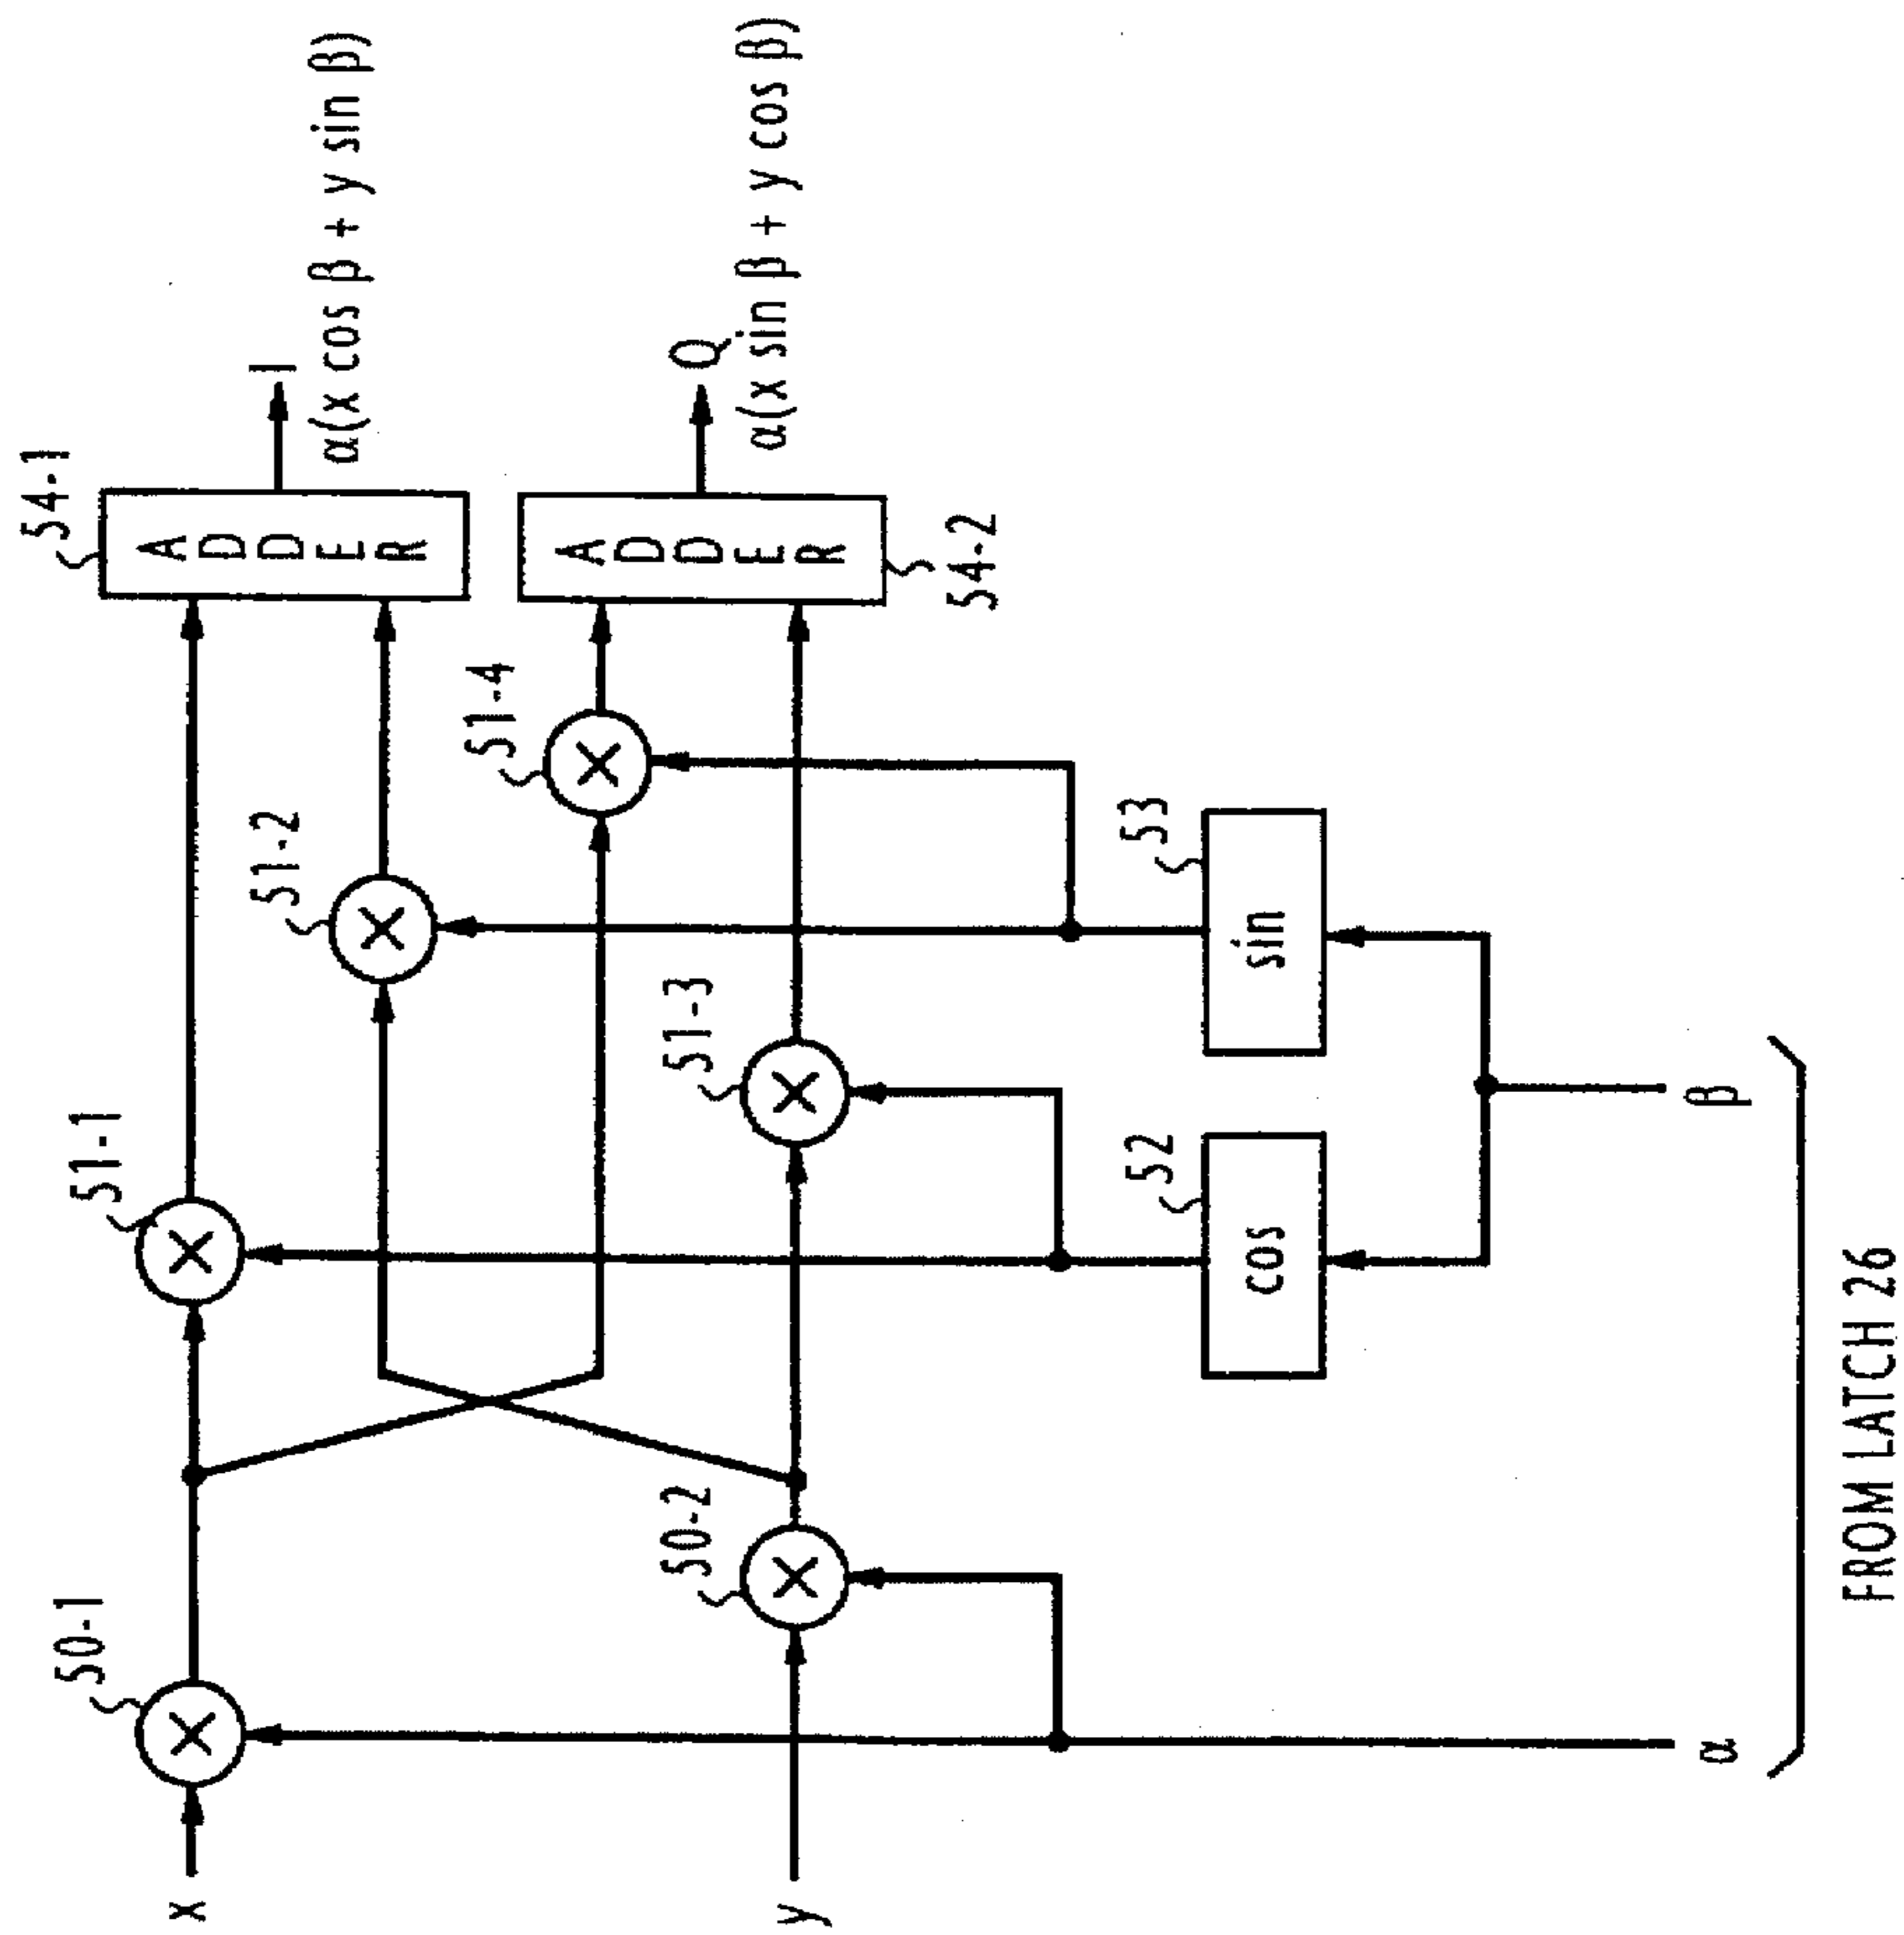 x
50-1
51-1
51-2
54-1
ADDER
I
α(x cos β + y sin β)
y
50-2
51-3
51-4
ADDER
54-2
Q
α(x sin β + y cos β)
cos
52
sin
53
α
β
FROM LATCH 26